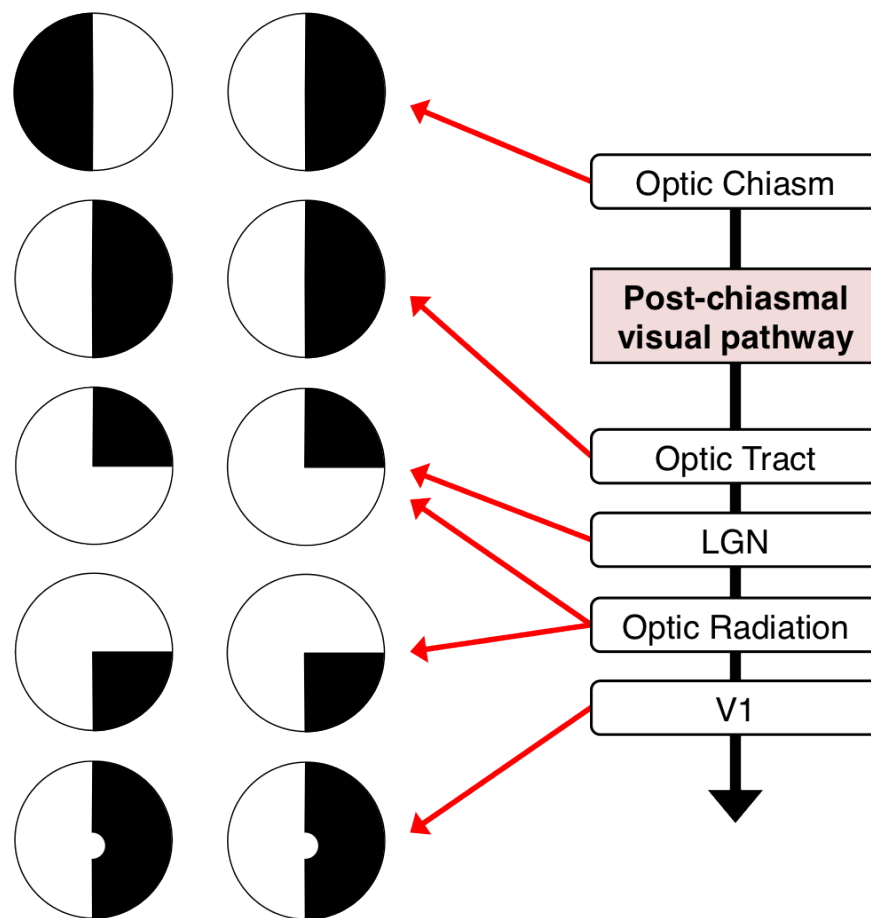 Optic Chiasm
Post-chiasmal
visual pathway
Optic Tract
LGN
Optic Radiation
V1